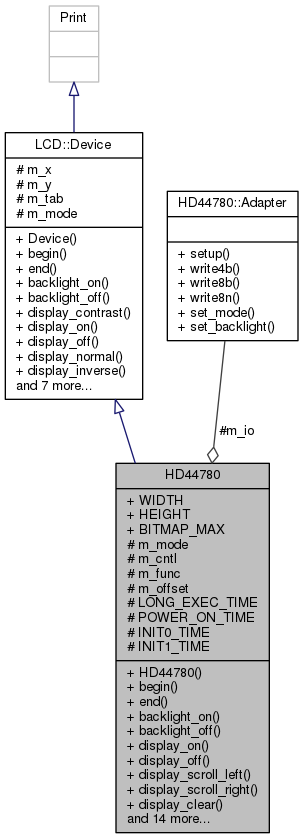 Print
LCD::Device
# m_x
# m_y
# m_tab
# m_mode
+ Device()
+ begin()
+ end()
+ backlight_on()
+ backlight_off()
+ display_contrast()
+ display_on()
+ display_off()
+ display_normal()
+ display_inverse()
and 7 more...
HD44780::Adapter
+ setup()
+ write4b()
+ write8b()
+ write8n()
+ set_mode()
+ set_backlight()
#m_io
HD44780
+ WIDTH
+ HEIGHT
+ BITMAP_MAX
# m_mode
# m_cntl
# m_func
# m_offset
# LONG_EXEC_TIME
# POWER_ON_TIME
# INIT0_TIME
# INIT1_TIME
+ HD44780()
+ begin()
+ end()
+ backlight_on()
+ backlight_off()
+ display_on()
+ display_off()
+ display_scroll_left()
+ display_scroll_right()
+ display_clear()
and 14 more...